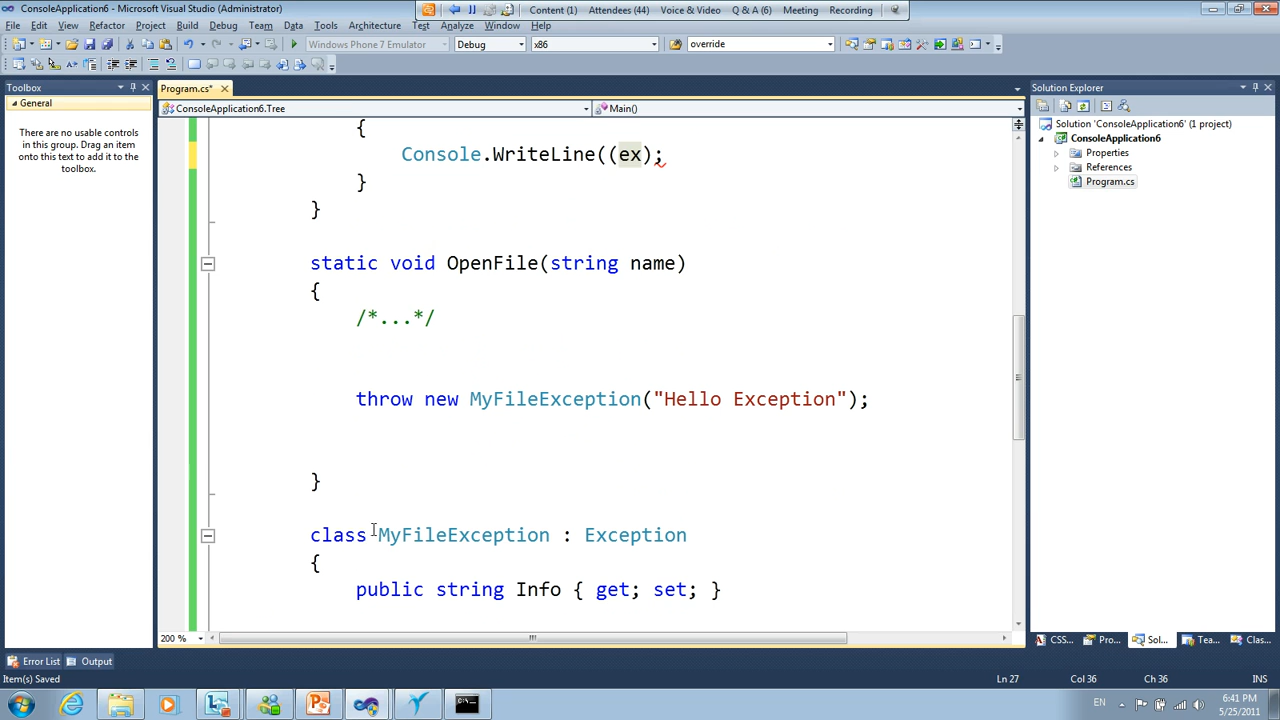 ConsoleApplication6 - Microsoft Visual Studio (Administrator)
Content (1) Attendees (44) Voice & Video Q & A (6) Meeting Recording
File Edit View Refactor Project Build Debug Team Data Tools Architecture Test Analyze Window Help
Windows Phone 7 Emulator Debug x86 override
Toolbox
General
There are no usable controls
in this group. Drag an item
onto this text to add it to the
toolbox.
Program.cs*
ConsoleApplication6.Tree Main()
{
Console.WriteLine((ex);
}
}
static void OpenFile(string name)
{
/*...*/
throw new MyFileException("Hello Exception");
}
class MyFileException : Exception
{
public string Info { get; set; }
200 %
Solution Explorer
Solution 'ConsoleApplication6' (1 project)
ConsoleApplication6
Properties
References
Program.cs
CSS... Pro... Sol... Tea... Clas...
Error List Output
Item(s) Saved Ln 27 Col 36 Ch 36 INS
EN 6:41 PM
5/25/2011